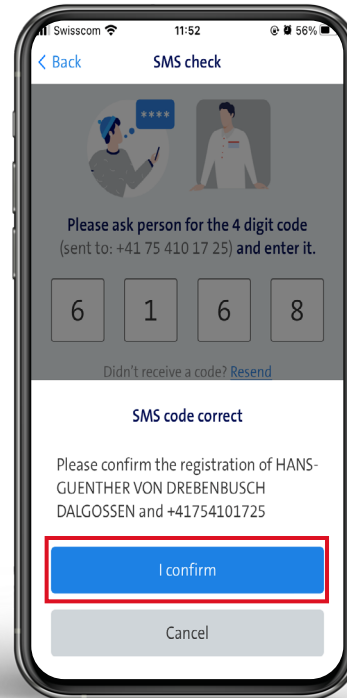 Swisscom 11:52 56%
Back SMS check
****
Please ask person for the 4 digit code
(sent to: +41 75 410 17 25) and enter it.
6 1 6 8
Didn't receive a code? Resend
SMS code correct
Please confirm the registration of HANS-
GUENTHER VON DREBENBUSCH
DALGOSSEN and +41754101725
I confirm
Cancel